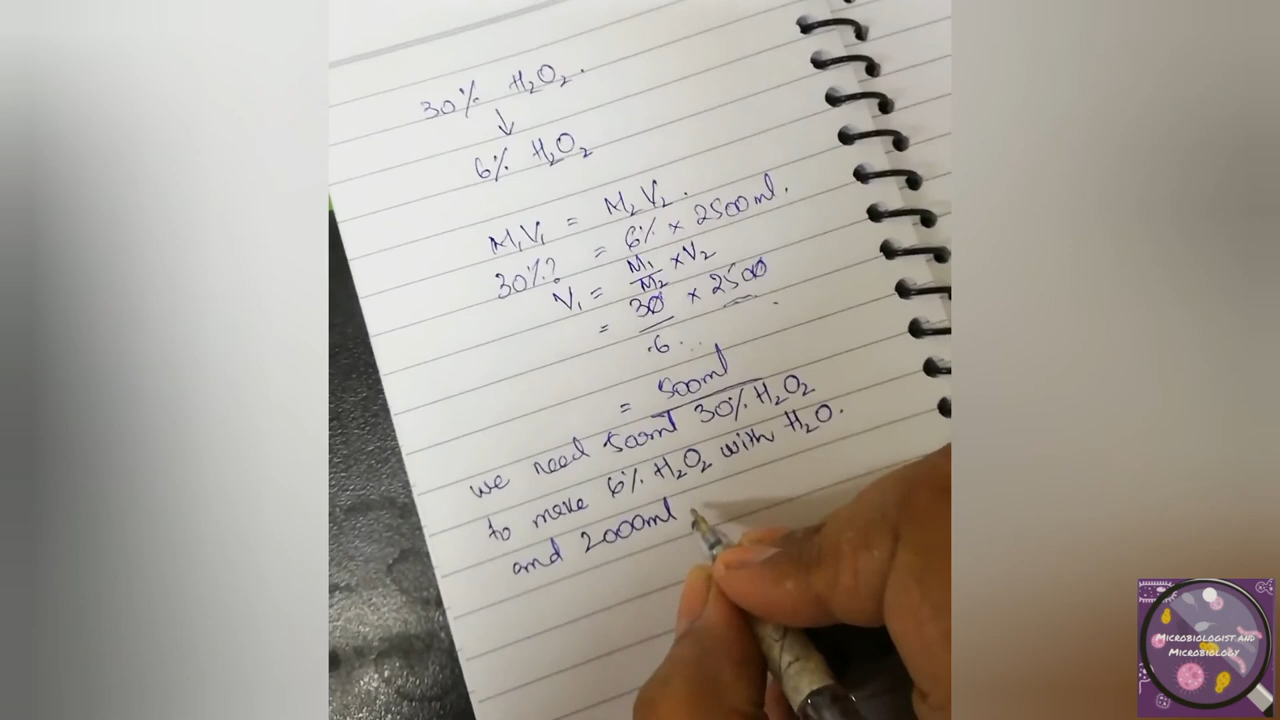 30% H₂O₂.
↓
6% H₂O₂
M₁V₁ = M₂V₂.
30%? = 6% × 2500ml.
V₁ = M₁/M₂ × V₂
= 30/6 × 2500
= 500ml
we need 500ml 30% H₂O₂
to make 6% H₂O₂ with H₂O.
and 2000ml
MICROBIOLOGIST AND
MICROBIOLOGY